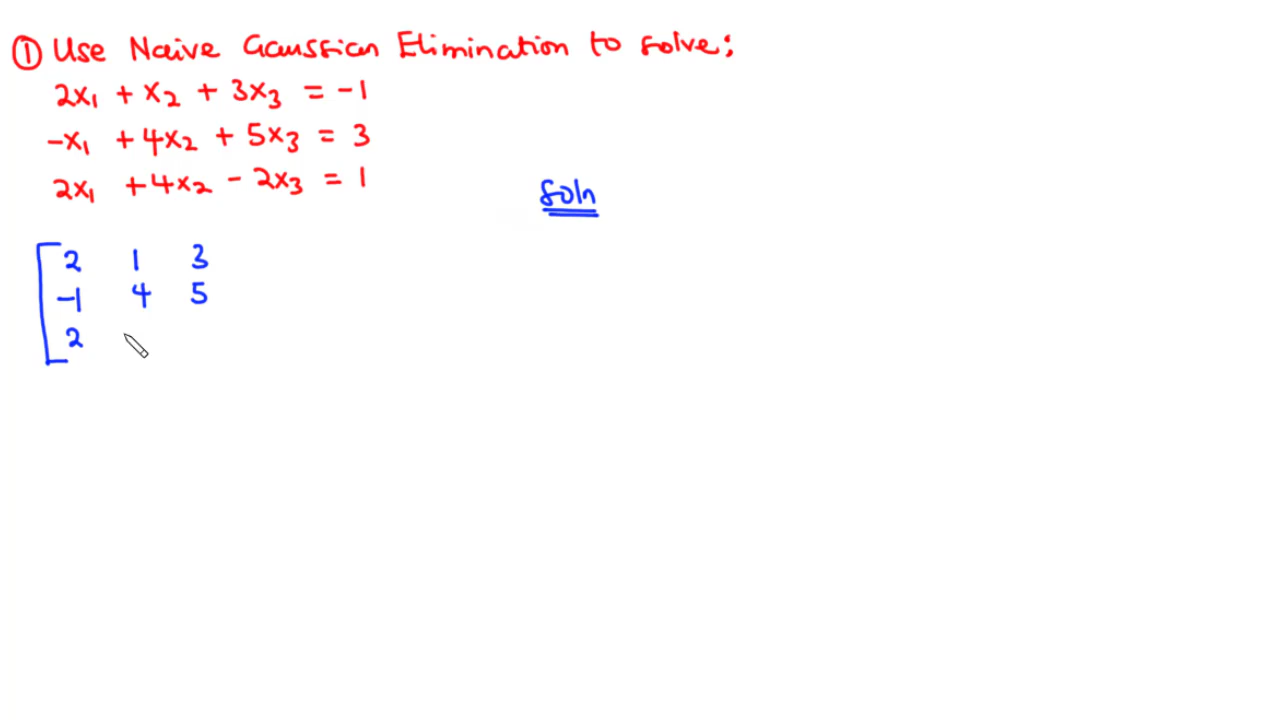 ① Use Naive Gaussian Elimination to solve:
2x₁ + x₂ + 3x₃ = -1
-x₁ + 4x₂ + 5x₃ = 3
2x₁ + 4x₂ - 2x₃ = 1
Soln
2 1 3
-1 4 5
2